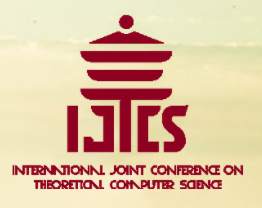 IJTCS
INTERNATIONAL JOINT CONFERENCE ON
THEORETICAL COMPUTER SCIENCE